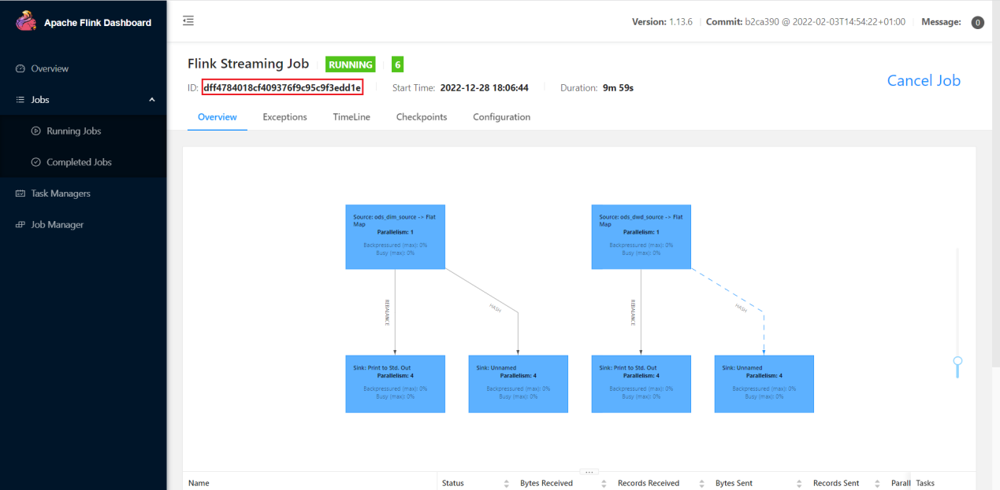 Apache Flink Dashboard
Version: 1.13.6 Commit: b2ca390 @ 2022-02-03T14:54:22+01:00 Message: 0
Overview
Jobs
Running Jobs
Completed Jobs
Task Managers
Job Manager
Flink Streaming Job RUNNING 6
ID: dff4784018cf409376f9c95c9f3edd1e Start Time: 2022-12-28 18:06:44 Duration: 9m 59s
Cancel Job
Overview Exceptions TimeLine Checkpoints Configuration
Source: ods_dim_source -> Flat
Map
Parallelism: 1
Backpressured (max): 0%
Busy (max): 0%
Source: ods_dwd_source -> Flat
Map
Parallelism: 1
Backpressured (max): 0%
Busy (max): 0%
REBALANCE
HASH
REBALANCE
HASH
Sink: Print to Std. Out
Parallelism: 4
Backpressured (max): 0%
Busy (max): 0%
Sink: Unnamed
Parallelism: 4
Backpressured (max): 0%
Busy (max): 0%
Sink: Print to Std. Out
Parallelism: 4
Backpressured (max): 0%
Busy (max): 0%
Sink: Unnamed
Parallelism: 4
Backpressured (max): 0%
Busy (max): 0%
Name Status Bytes Received Records Received Bytes Sent Records Sent Parall Tasks